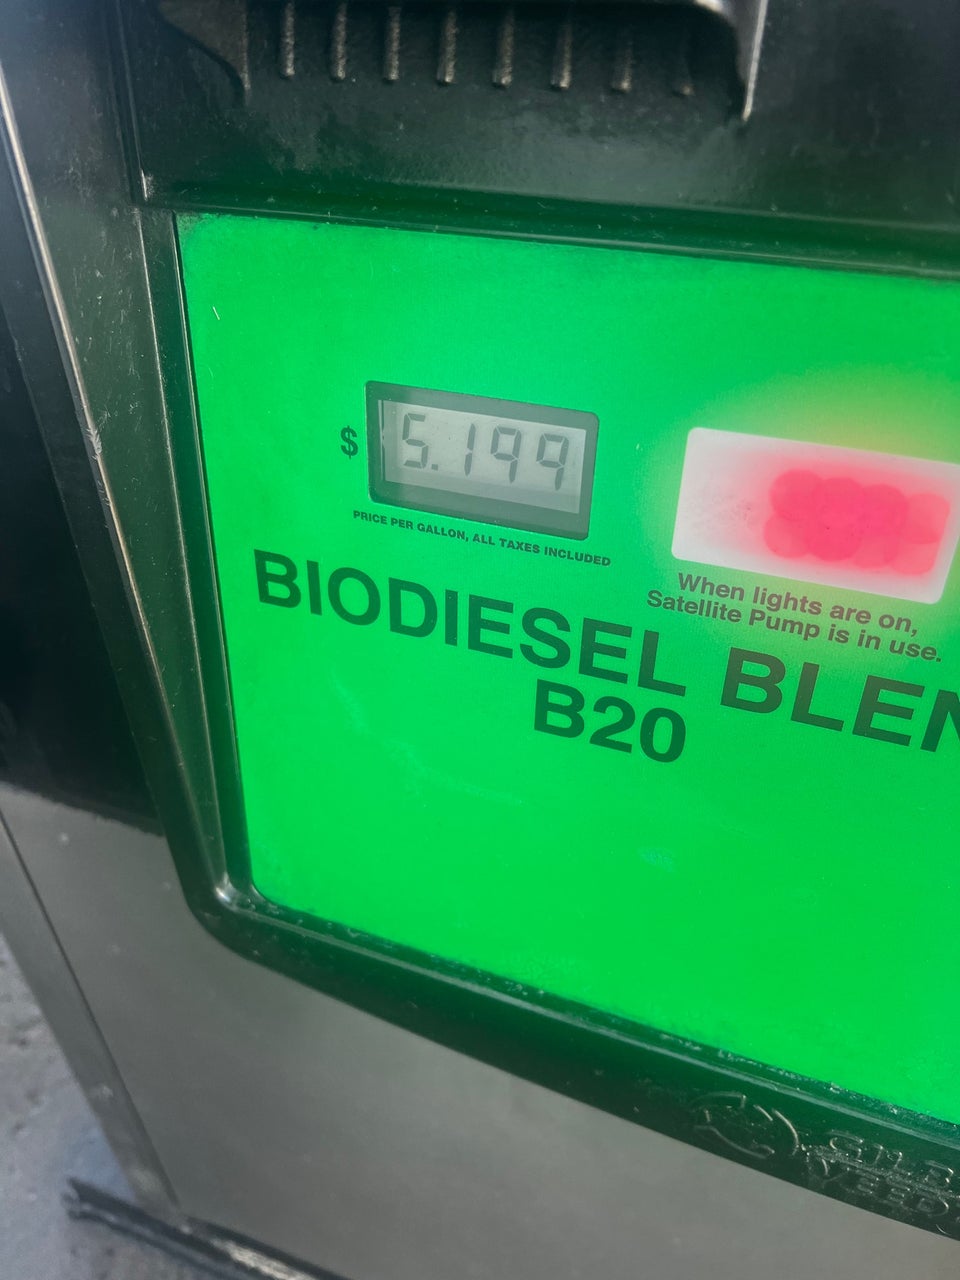 $ 5.199
PRICE PER GALLON, ALL TAXES INCLUDED
When lights are on,
Satellite Pump is in use.
BIODIESEL BLEN
B20